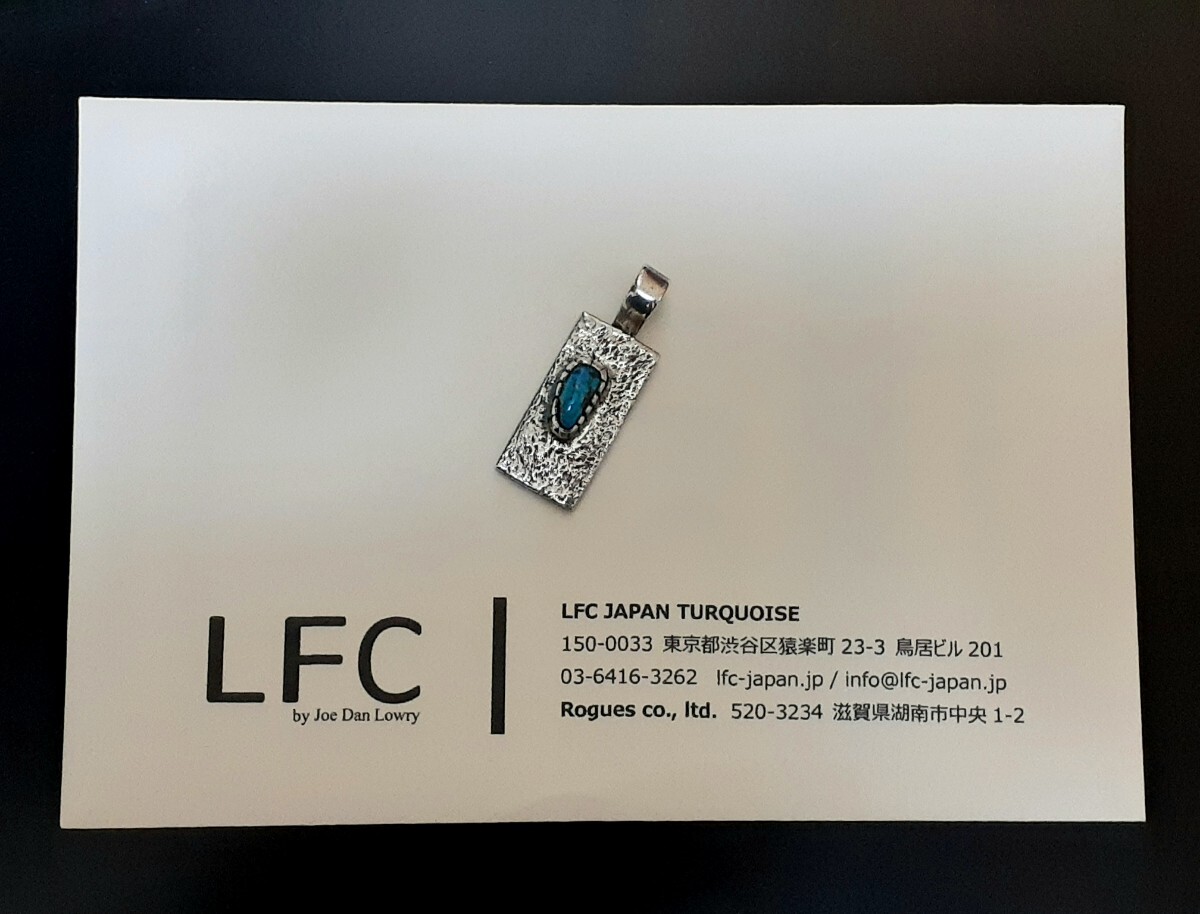 LFC
by Joe Dan Lowry
LFC JAPAN TURQUOISE
150-0033 東京都渋谷区猿楽町 23-3 鳥居ビル 201
03-6416-3262 lfc-japan.jp / info@lfc-japan.jp
Rogues co., ltd. 520-3234 滋賀県湖南市中央 1-2